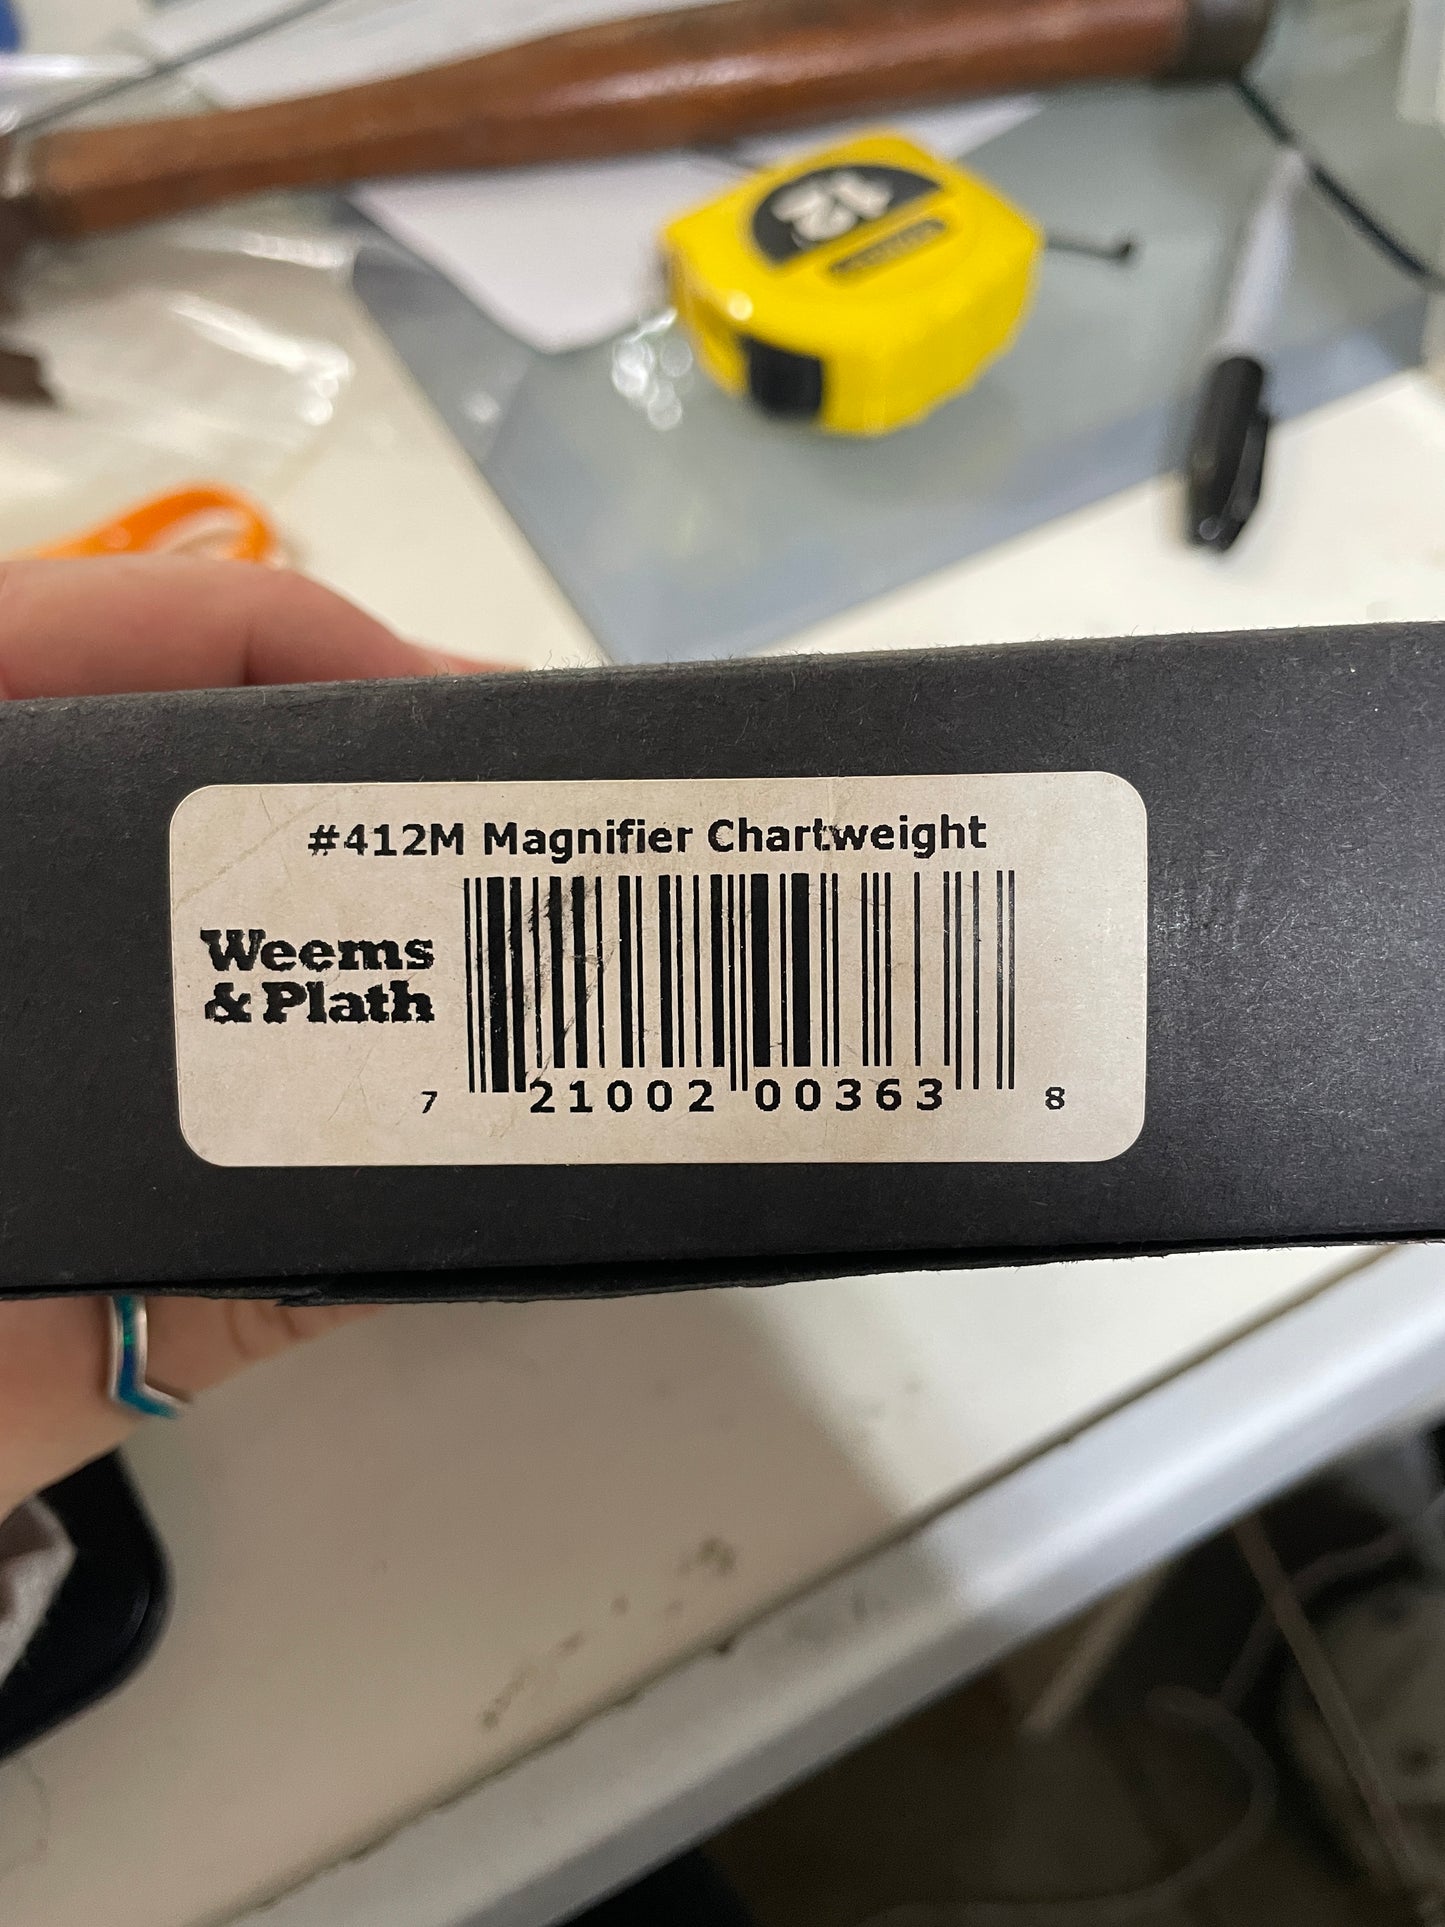 12
#412M Magnifier Chartweight
Weems
& Plath
7 21002 00363 8